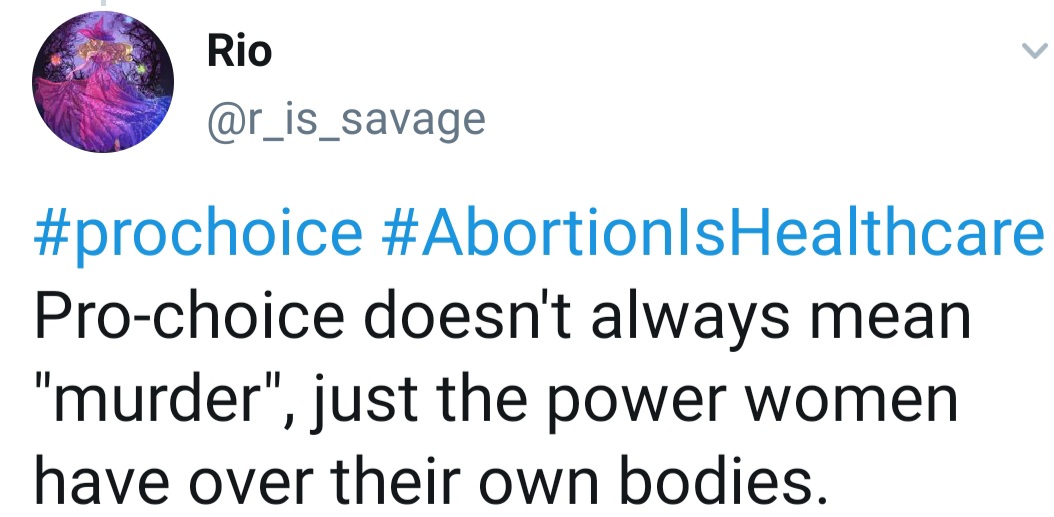 Rio
@r_is_savage
#prochoice #AbortionIsHealthcare
Pro-choice doesn't always mean
"murder", just the power women
have over their own bodies.